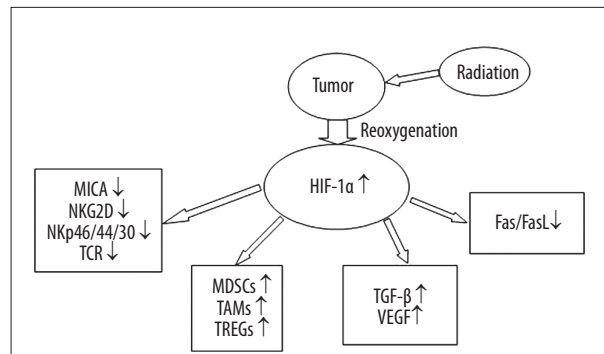 Tumor
Radiation
Reoxygenation
HIF-1α ↑
MICA ↓
NKG2D ↓
NKp46/44/30 ↓
TCR ↓
MDSCs ↑
TAMs ↑
TREGs ↑
TGF-β ↑
VEGF ↑
Fas/FasL ↓